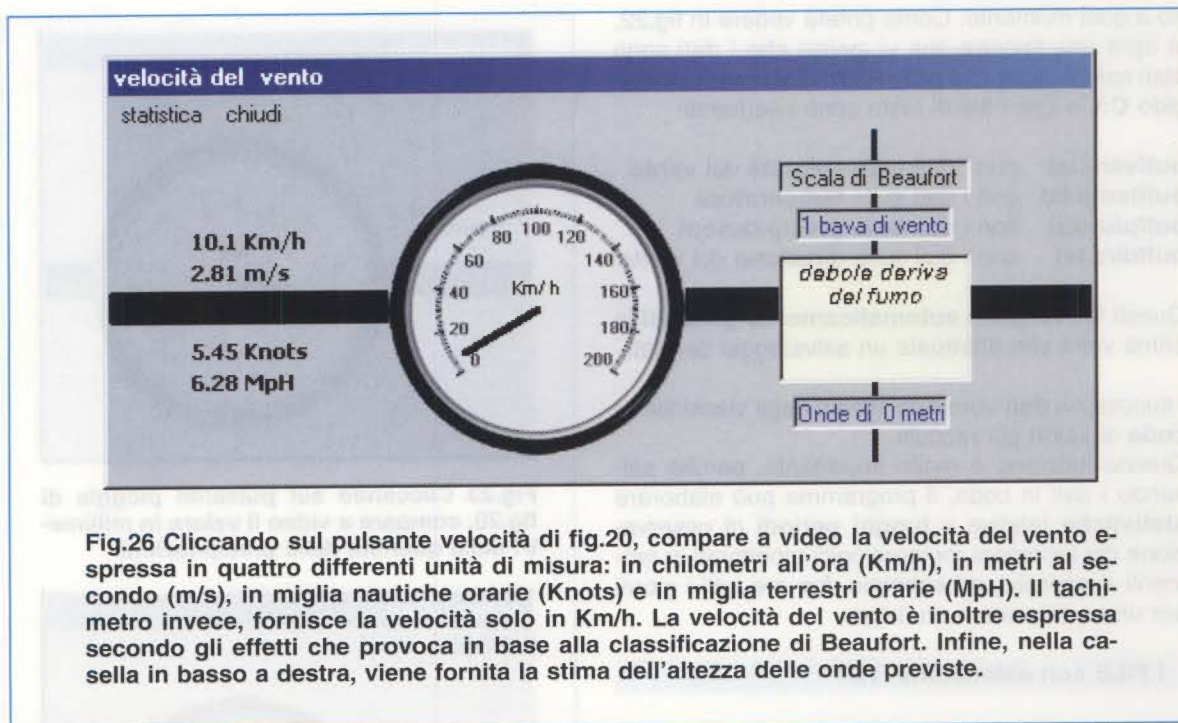 velocità del vento
statistica chiudi
10.1 Km/h
2.81 m/s
5.45 Knots
6.28 MpH
0
20
40
60
80
100
120
140
160
180
200
Km/h
Scala di Beaufort
1 bava di vento
debole deriva
del fumo
Onde di 0 metri
Fig.26 Cliccando sul pulsante velocità di fig.20, compare a video la velocità del vento e-
spressa in quattro differenti unità di misura: in chilometri all'ora (Km/h), in metri al se-
condo (m/s), in miglia nautiche orarie (Knots) e in miglia terrestri orarie (MpH). Il tachi-
metro invece, fornisce la velocità solo in Km/h. La velocità del vento è inoltre espressa
secondo gli effetti che provoca in base alla classificazione di Beaufort. Infine, nella ca-
sella in basso a destra, viene fornita la stima dell'altezza delle onde previste.